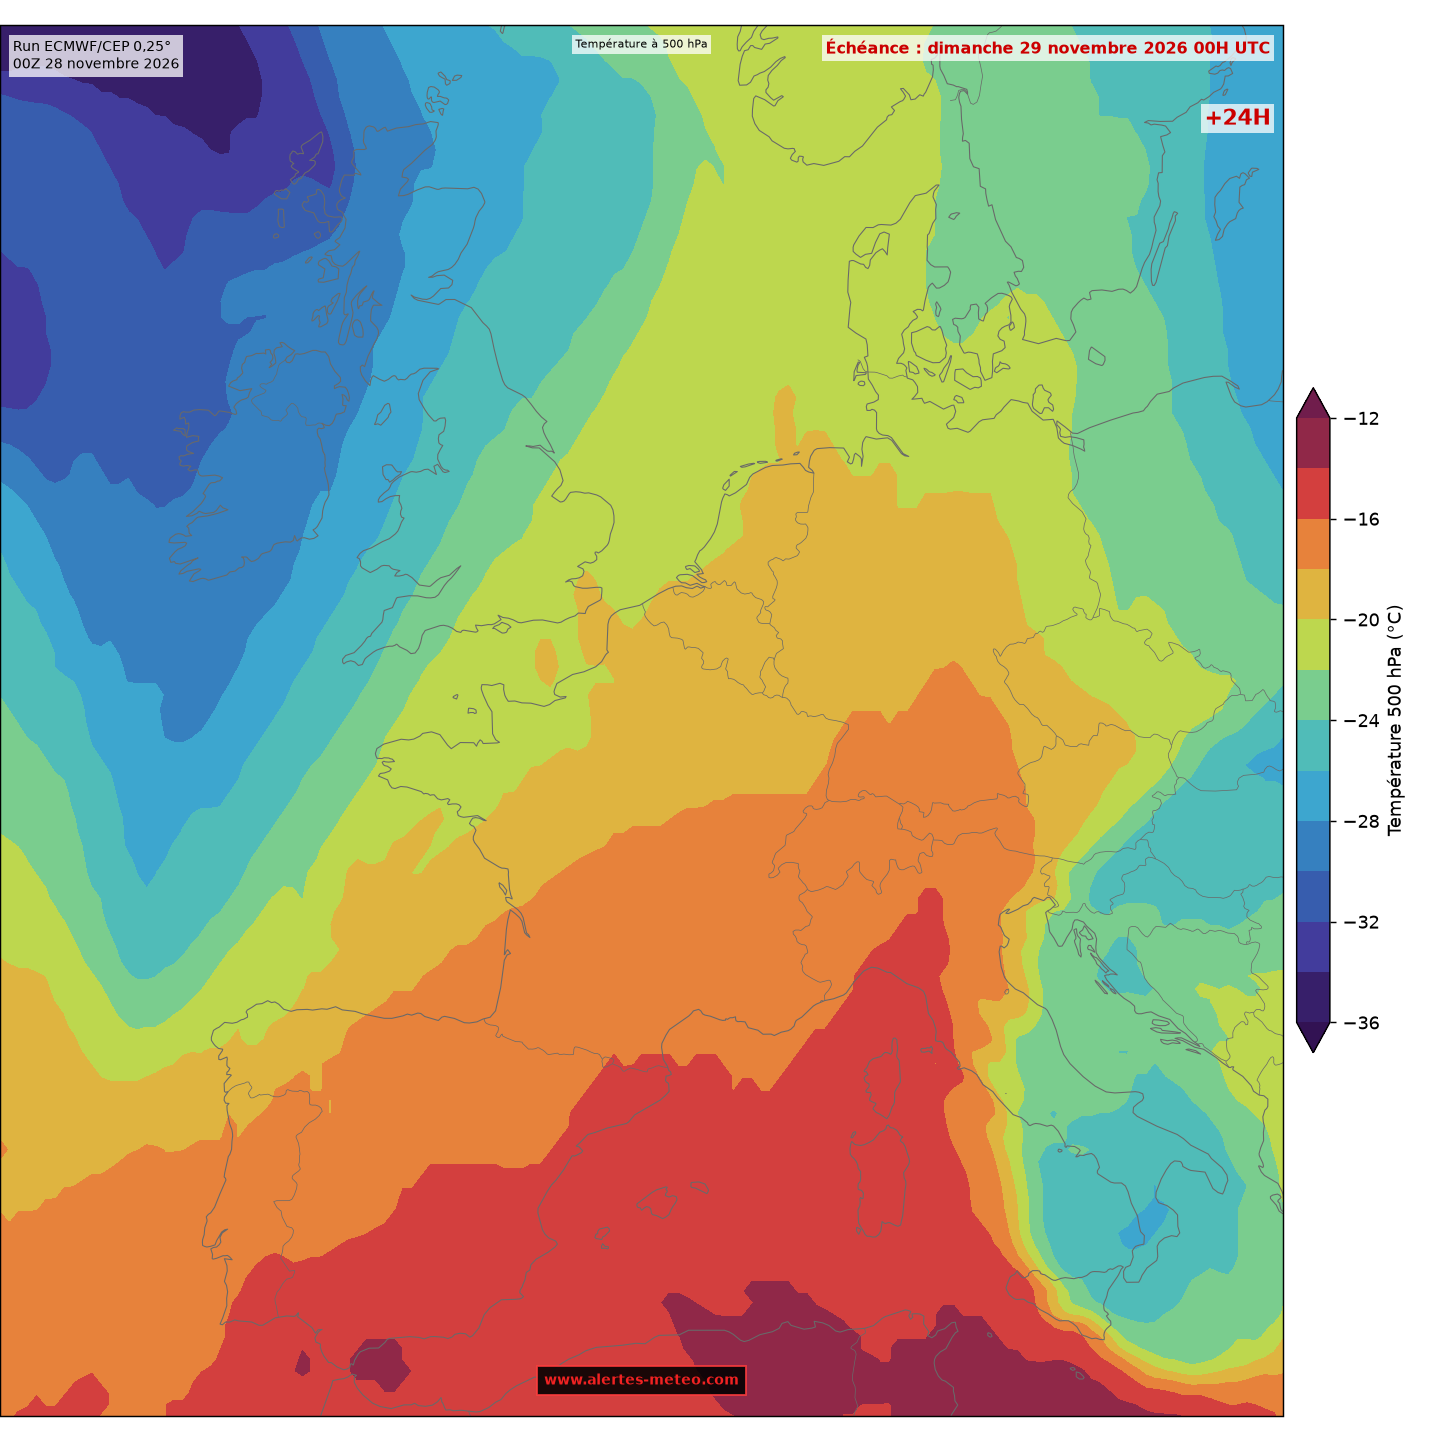 Run ECMWF/CEP 0,25°
00Z 28 novembre 2026
Température à 500 hPa
Échéance : dimanche 29 novembre 2026 00H UTC
+24H
−12
−16
−20
−24
−28
−32
−36
Température 500 hPa (°C)
www.alertes-meteo.com